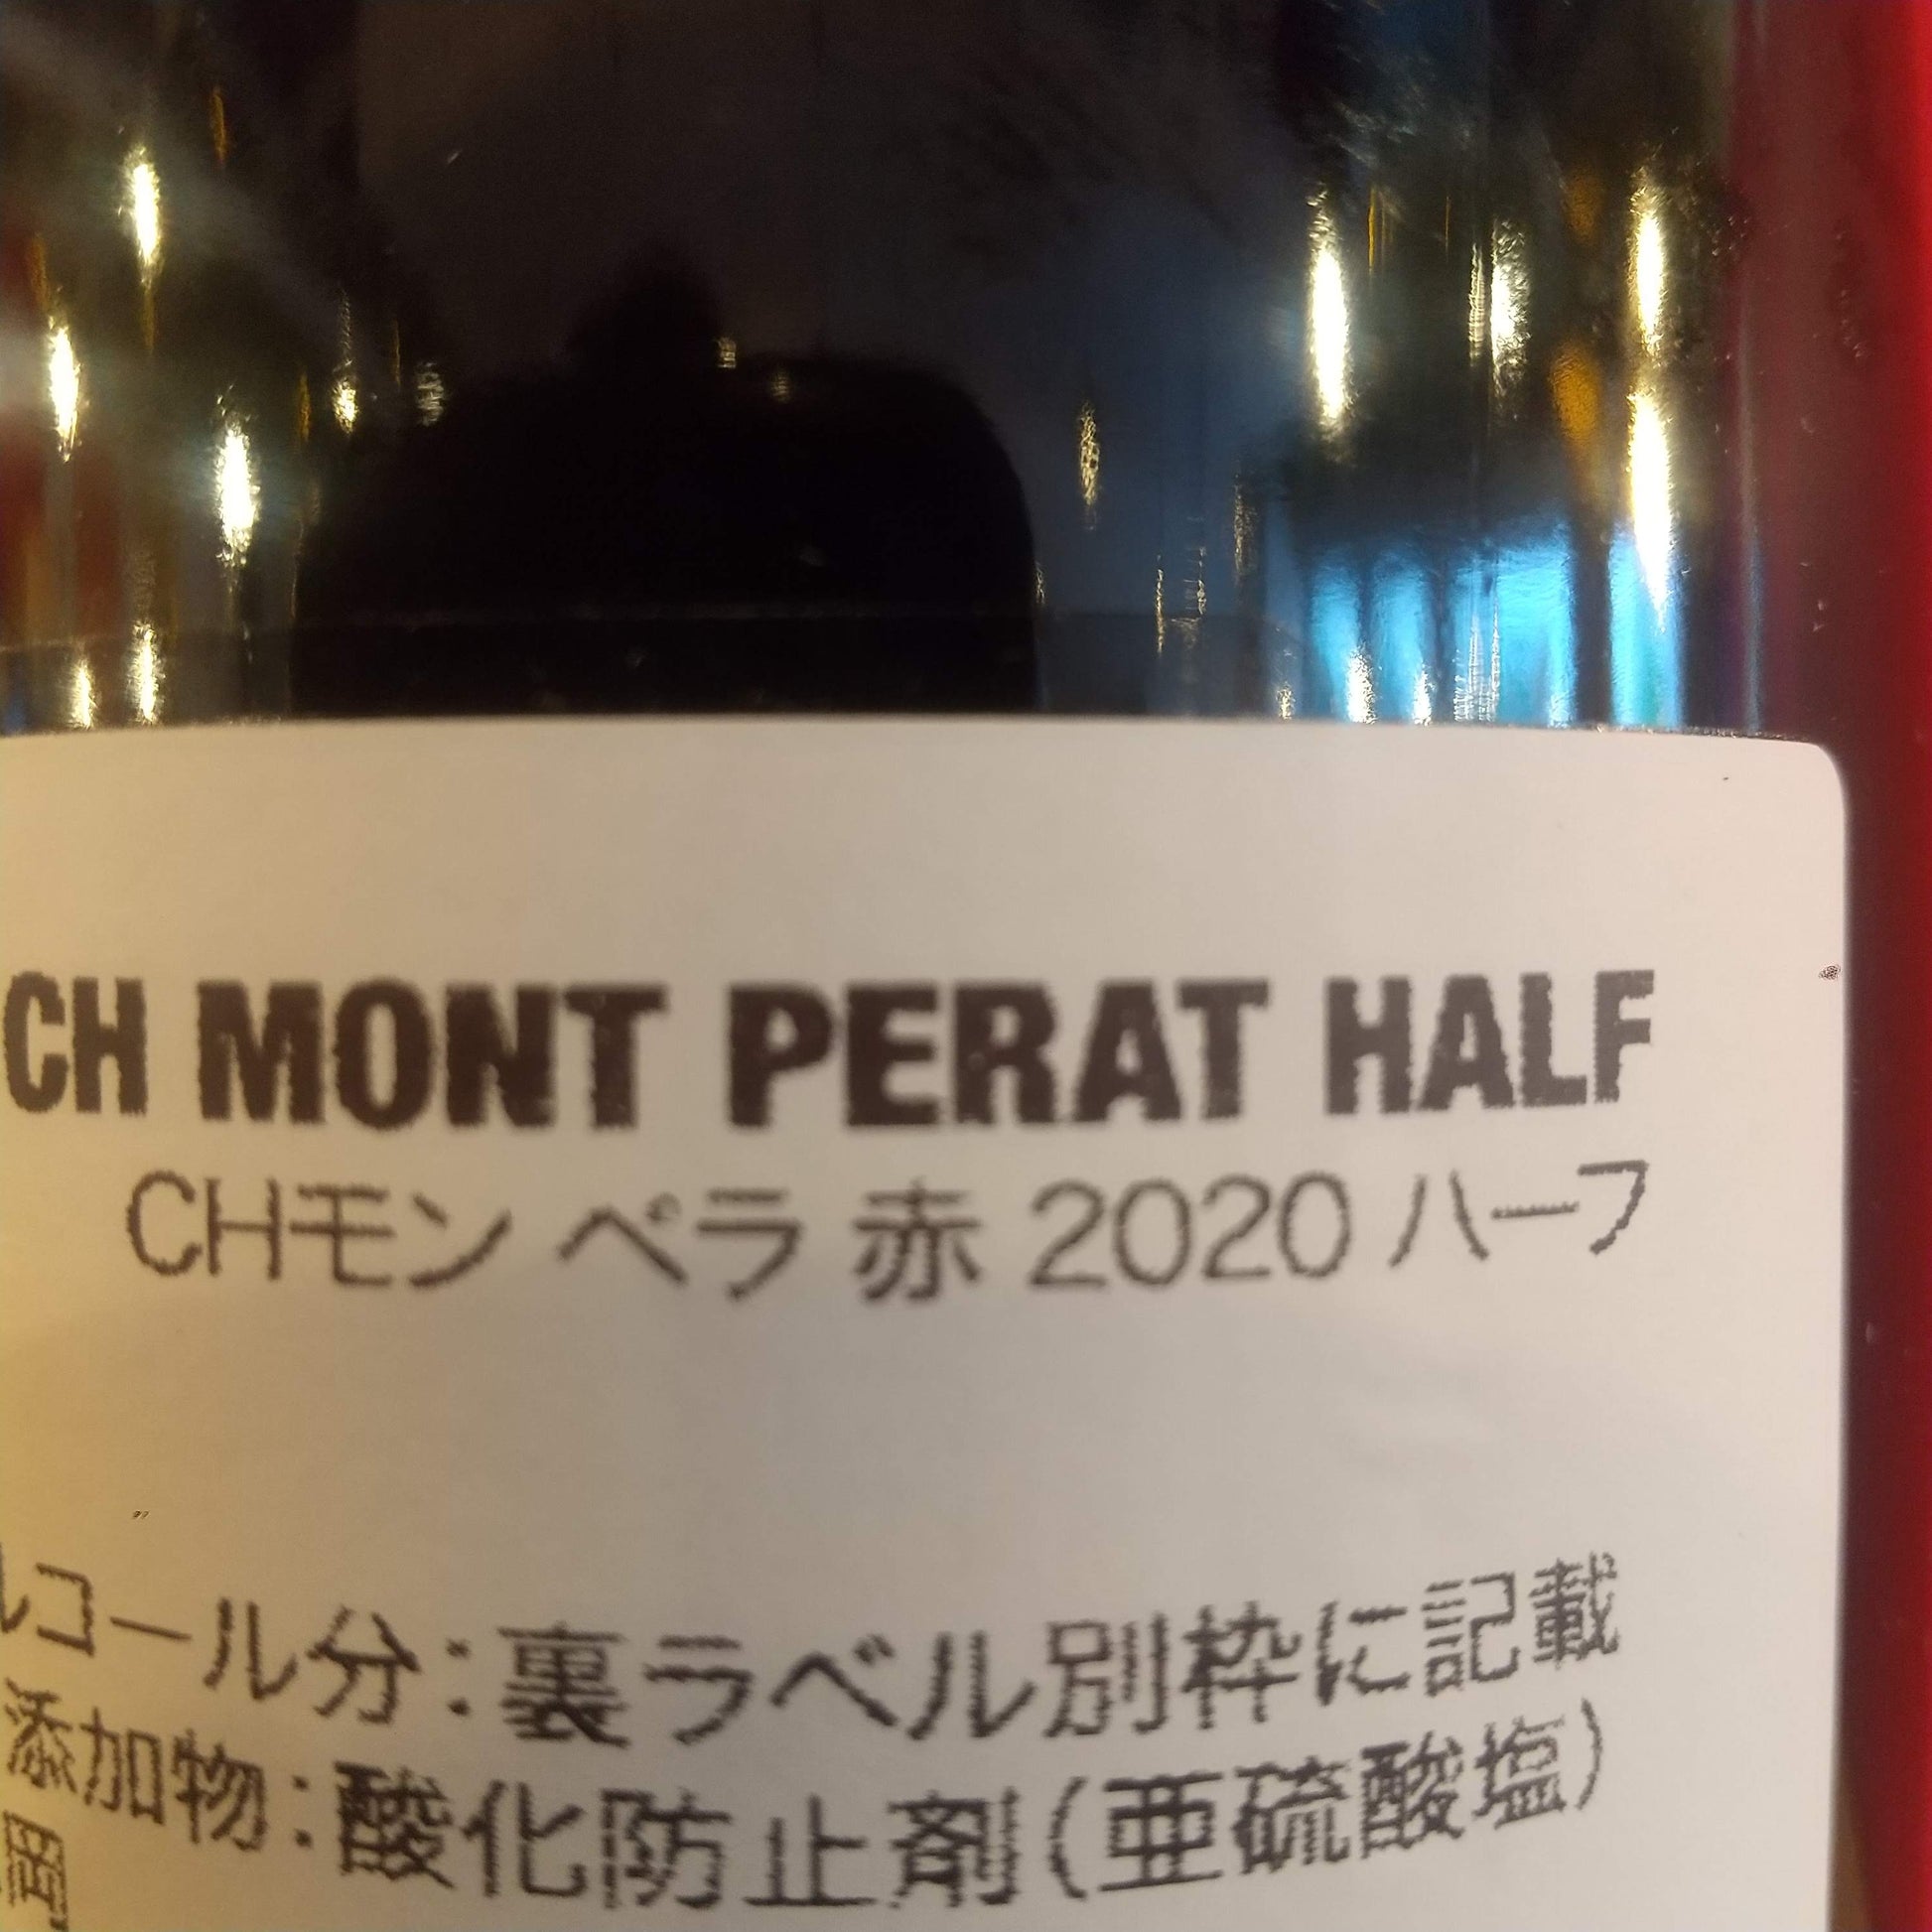 CH MONT PERAT HALF
CHモン ペラ 赤 2020 ハーフ
ルコール分:裏ラベル別枠に記載
添加物:酸化防止剤(亜硫酸塩)
岡